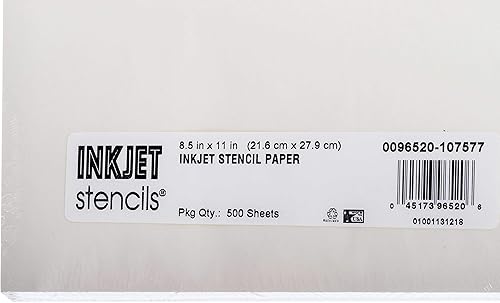 INKJET
stencils®
8.5 in x 11 in (21.6 cm x 27.9 cm)
INKJET STENCIL PAPER
Pkg Qty.: 500 Sheets
USA
0096520-107577
0 45173 96520 6
01001131218